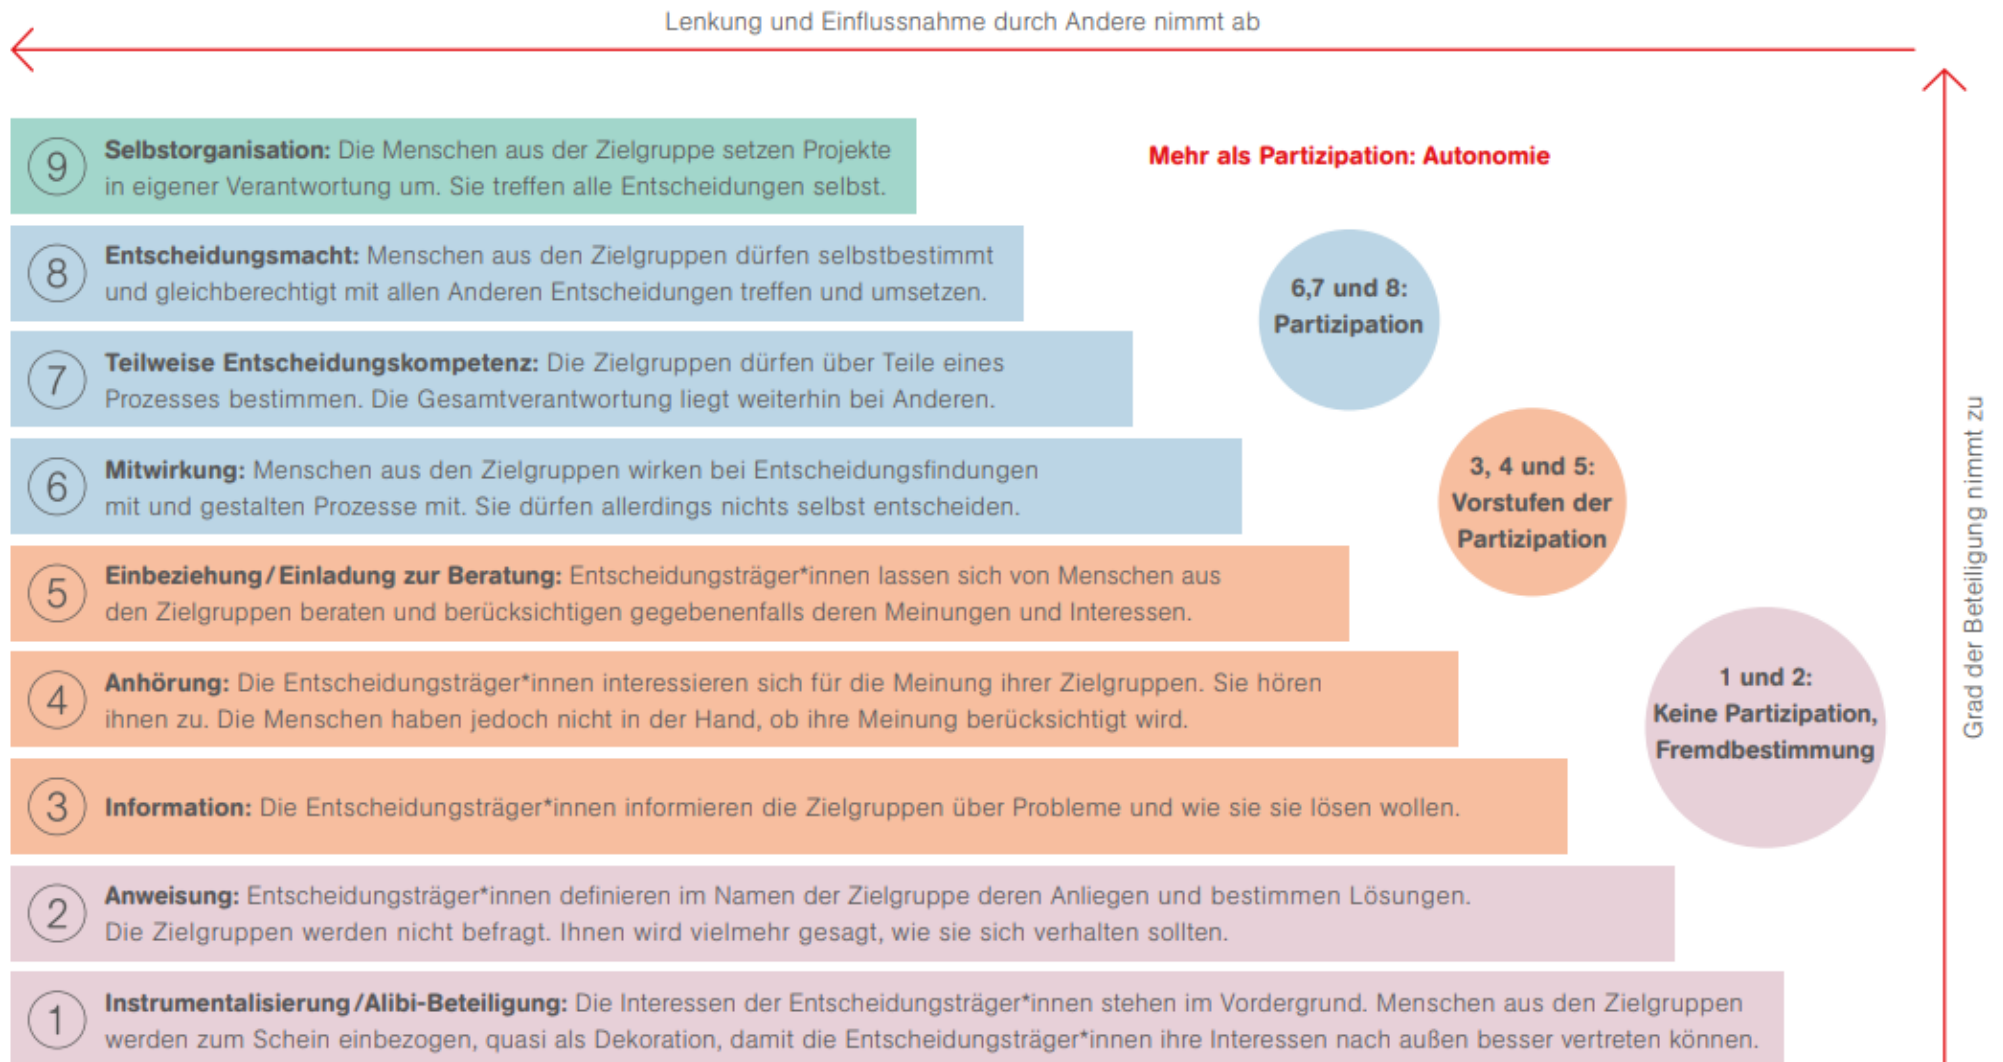 Lenkung und Einflussnahme durch Andere nimmt ab
9
Selbstorganisation: Die Menschen aus der Zielgruppe setzen Projekte
in eigener Verantwortung um. Sie treffen alle Entscheidungen selbst.
Mehr als Partizipation: Autonomie
8
Entscheidungsmacht: Menschen aus den Zielgruppen dürfen selbstbestimmt
und gleichberechtigt mit allen Anderen Entscheidungen treffen und umsetzen.
6,7 und 8:
Partizipation
7
Teilweise Entscheidungskompetenz: Die Zielgruppen dürfen über Teile eines
Prozesses bestimmen. Die Gesamtverantwortung liegt weiterhin bei Anderen.
6
Mitwirkung: Menschen aus den Zielgruppen wirken bei Entscheidungsfindungen
mit und gestalten Prozesse mit. Sie dürfen allerdings nichts selbst entscheiden.
3, 4 und 5:
Vorstufen der
Partizipation
5
Einbeziehung/Einladung zur Beratung: Entscheidungsträger*innen lassen sich von Menschen aus
den Zielgruppen beraten und berücksichtigen gegebenenfalls deren Meinungen und Interessen.
4
Anhörung: Die Entscheidungsträger*innen interessieren sich für die Meinung ihrer Zielgruppen. Sie hören
ihnen zu. Die Menschen haben jedoch nicht in der Hand, ob ihre Meinung berücksichtigt wird.
1 und 2:
Keine Partizipation,
Fremdbestimmung
3
Information: Die Entscheidungsträger*innen informieren die Zielgruppen über Probleme und wie sie sie lösen wollen.
2
Anweisung: Entscheidungsträger*innen definieren im Namen der Zielgruppe deren Anliegen und bestimmen Lösungen.
Die Zielgruppen werden nicht befragt. Ihnen wird vielmehr gesagt, wie sie sich verhalten sollten.
1
Instrumentalisierung/Alibi-Beteiligung: Die Interessen der Entscheidungsträger*innen stehen im Vordergrund. Menschen aus den Zielgruppen
werden zum Schein einbezogen, quasi als Dekoration, damit die Entscheidungsträger*innen ihre Interessen nach außen besser vertreten können.
Grad der Beteiligung nimmt zu